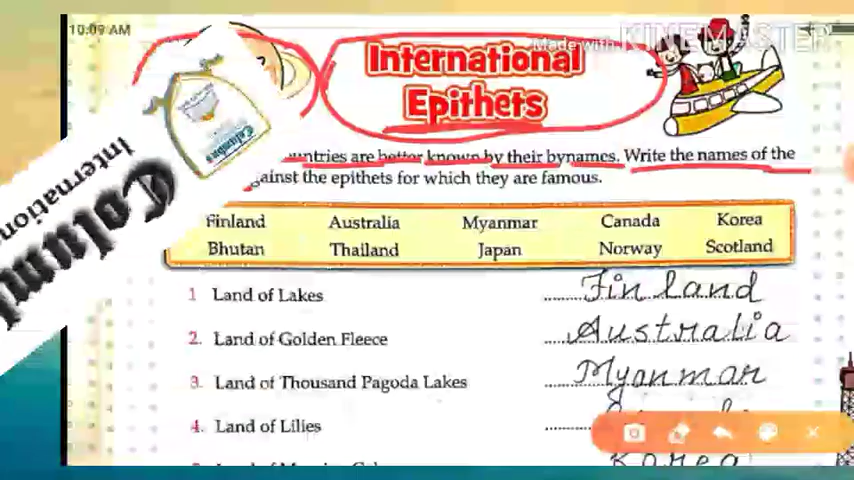 10:09 AM
Made with KINEMASTER
International
Epithets
untries are better known by their bynames. Write the names of the
gainst the epithets for which they are famous.
Finland Australia Myanmar Canada Korea
Bhutan Thailand Japan Norway Scotland
1 Land of Lakes Finland
2. Land of Golden Fleece Australia
3. Land of Thousand Pagoda Lakes Myanmar
4. Land of Lilies
Korea
Columb
Internation
Columbus